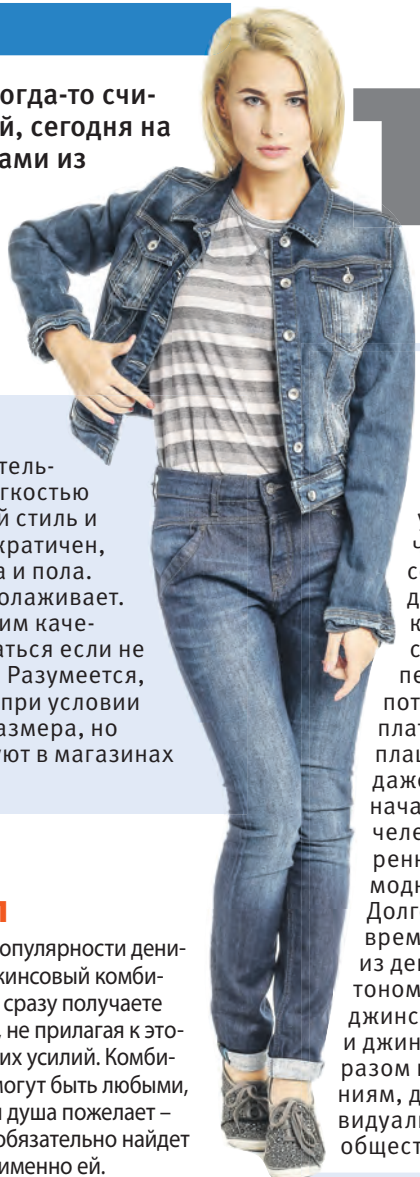 огда-то счи-
й, сегодня на
ами из
тель-
гкостью
й стиль и
кратичен,
а и пола.
олаживает.
им каче-
аться если не
Разумеется,
при условии
азмера, но
уют в магазинах
опулярности дени-
жинсовый комби-
сразу получаете
, не прилагая к это-
их усилий. Комби-
могут быть любыми,
душа пожелает –
обязательно найдет
именно ей.
у
ч
с
д
ю
с
пе
пот
плат
плащ
даже
нача
челе
ренн
модн
Долг
врем
из де
тоном
джинс
и джин
разом
ниям, д
видуал
общест